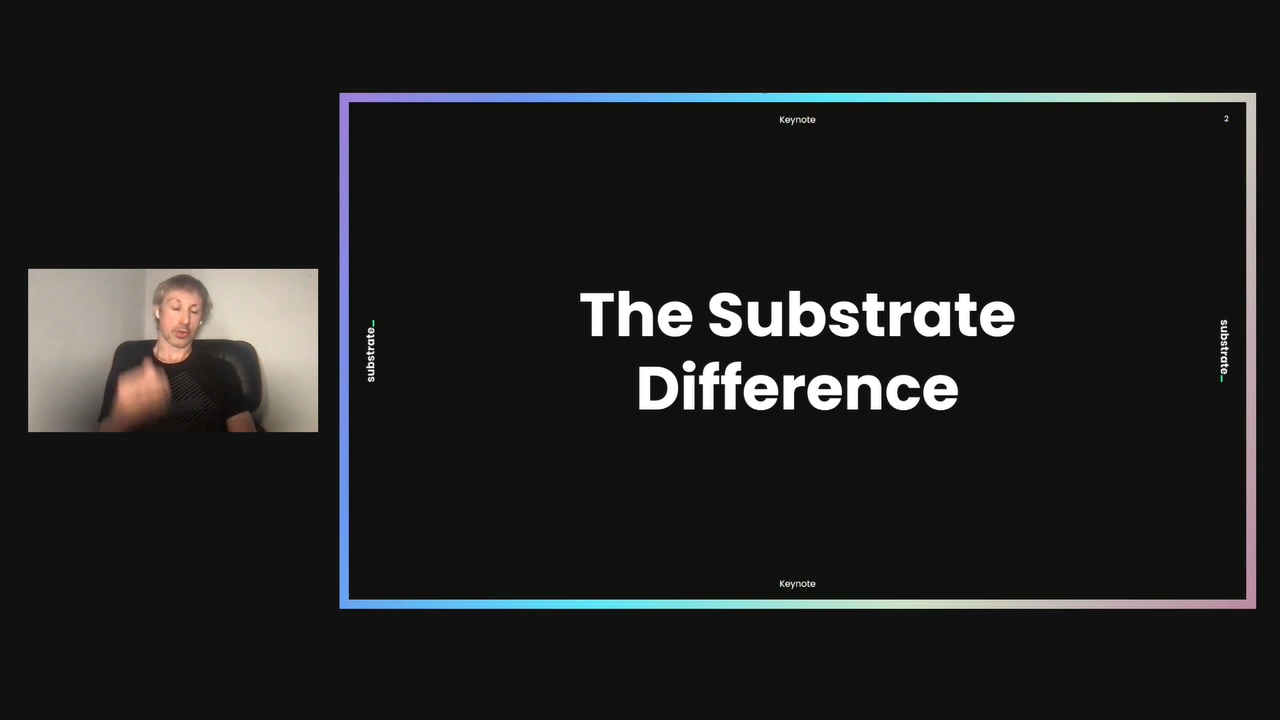 Keynote
2
The Substrate
Difference
substrate_
substrate_
Keynote